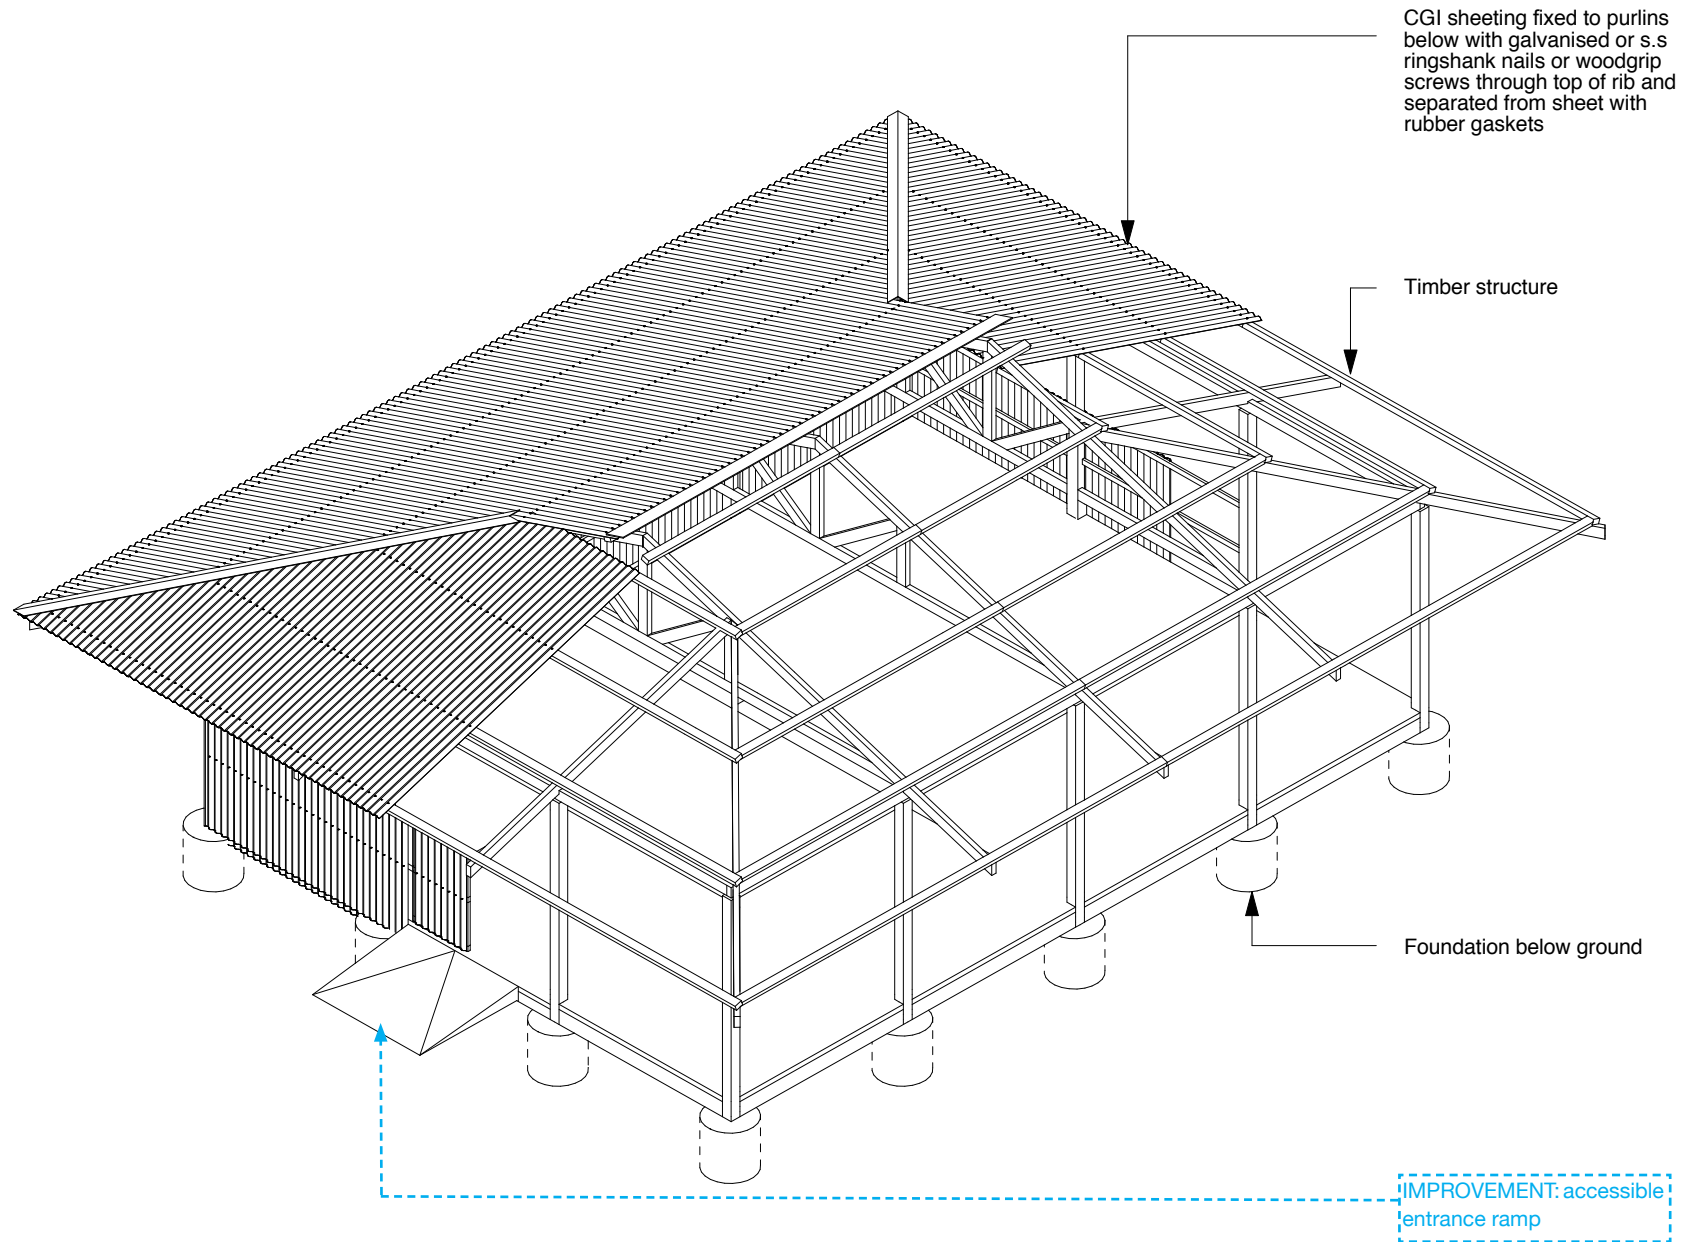 CGI sheeting fixed to purlins
below with galvanised or s.s
ringshank nails or woodgrip
screws through top of rib and
separated from sheet with
rubber gaskets
Timber structure
Foundation below ground
IMPROVEMENT: accessible
entrance ramp